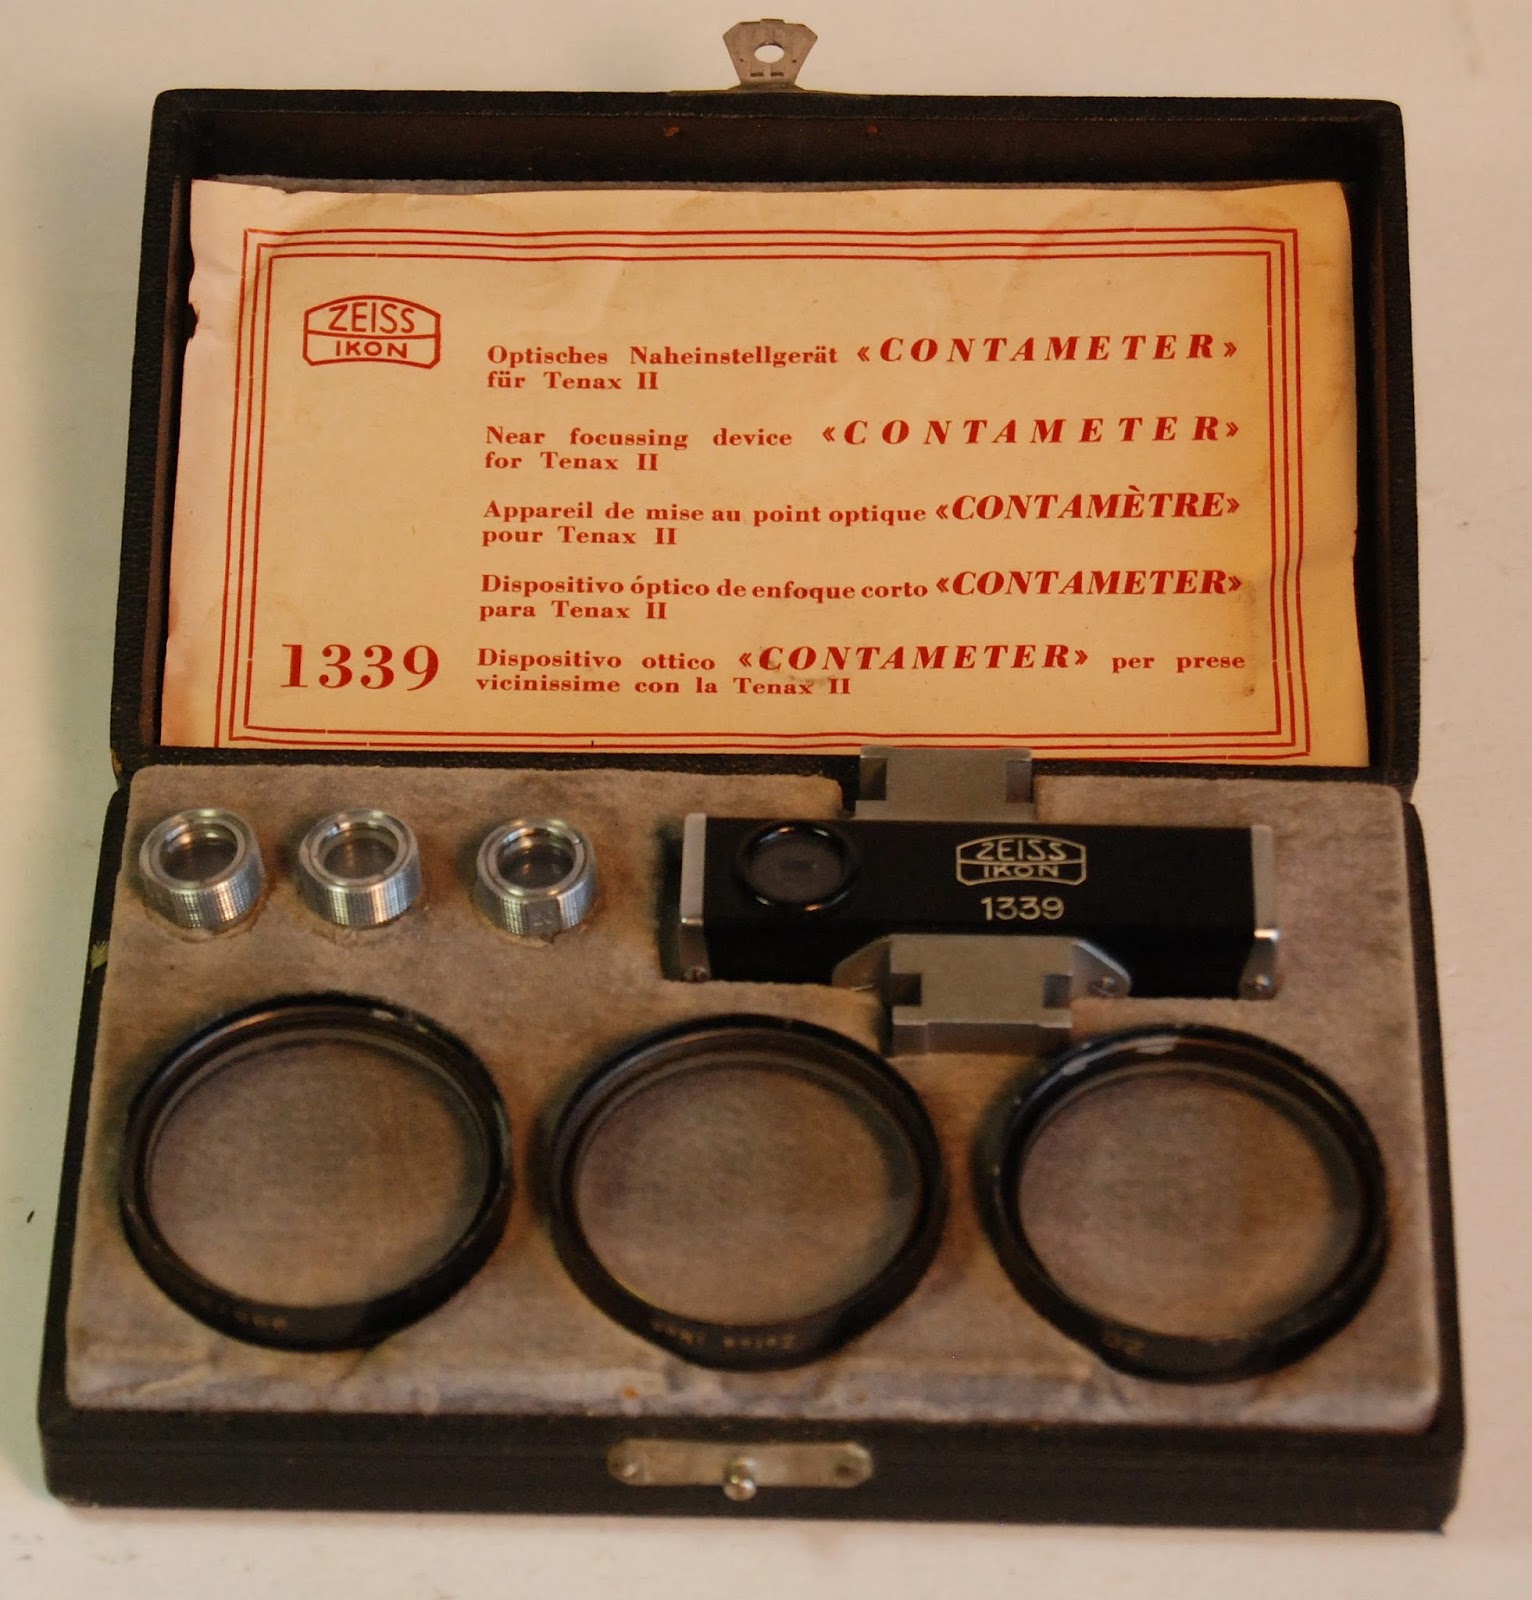 ZEISS
IKON
Optisches Naheinstellgerät «CONTAMETER»
für Tenax II
Near focussing device «CONTAMETER»
for Tenax II
Appareil de mise au point optique «CONTAMÈTRE»
pour Tenax II
Dispositivo óptico de enfoque corto «CONTAMETER»
para Tenax II
1339
Dispositivo ottico «CONTAMETER» per prese
vicinissime con la Tenax II
ZEISS
IKON
1339
Zeiss Ikon